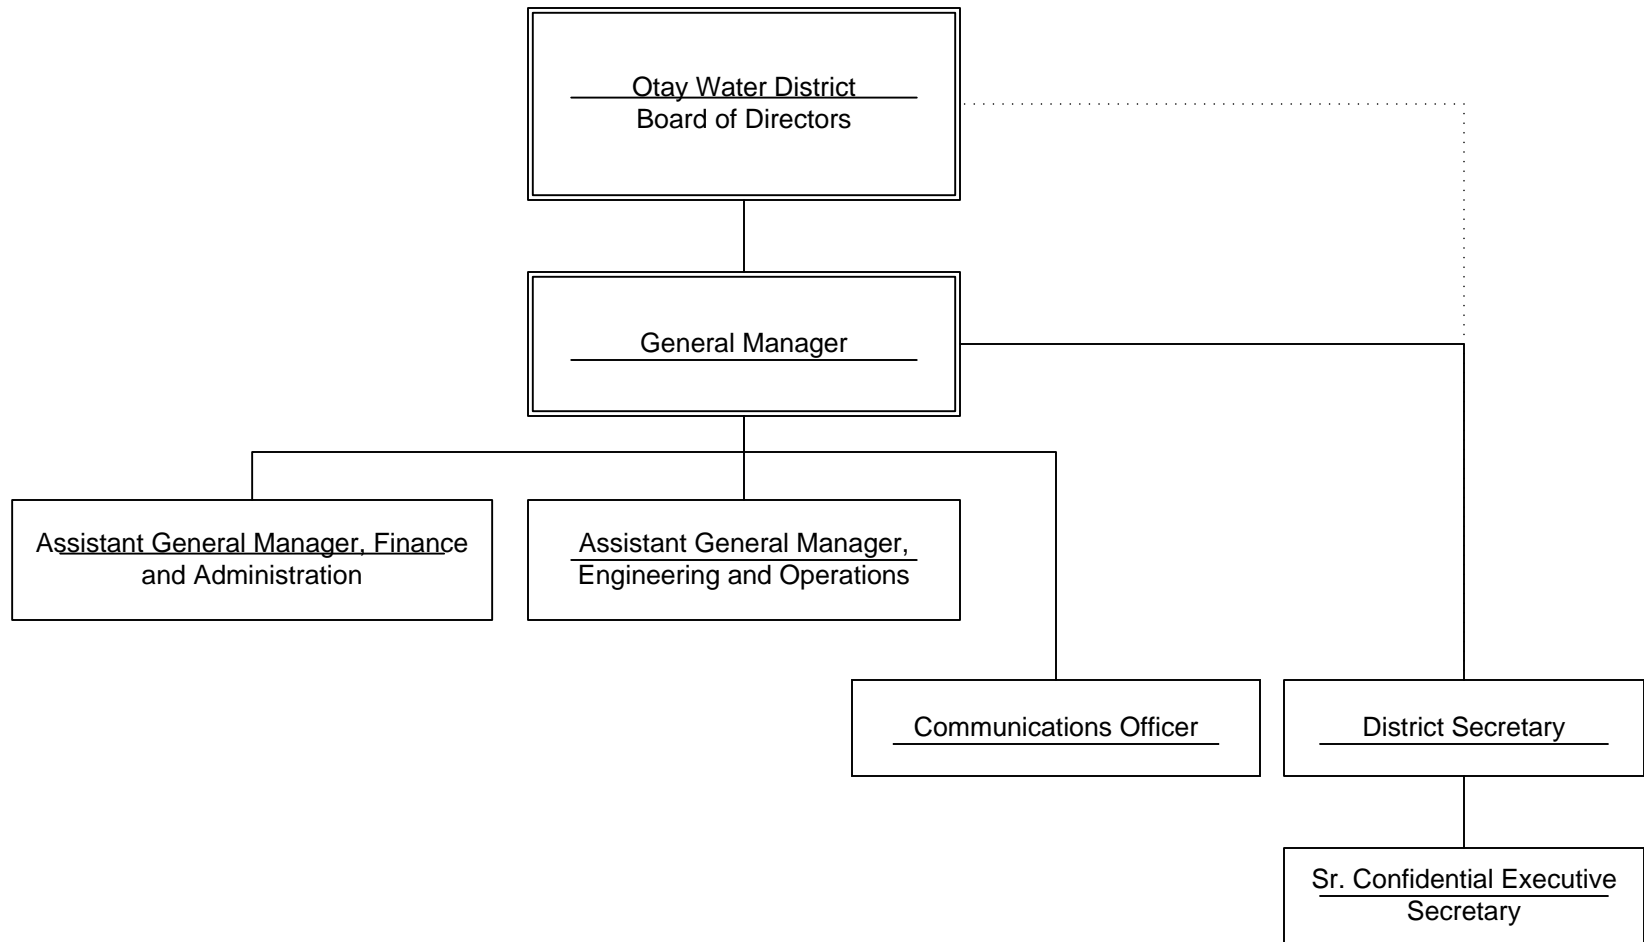 Otay Water District
Board of Directors
General Manager
Assistant General Manager, Finance
and Administration
Assistant General Manager,
Engineering and Operations
Communications Officer
District Secretary
Sr. Confidential Executive
Secretary